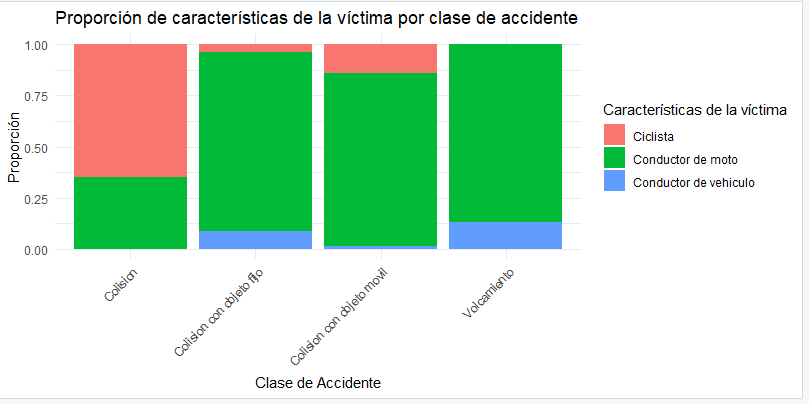 Proporción de características de la víctima por clase de accidente
Proporción
1.00
0.75
0.50
0.25
0.00
Colision
Colision con objeto fijo
Colision con objeto movil
Volcamiento
Clase de Accidente
Características de la víctima
Ciclista
Conductor de moto
Conductor de vehiculo